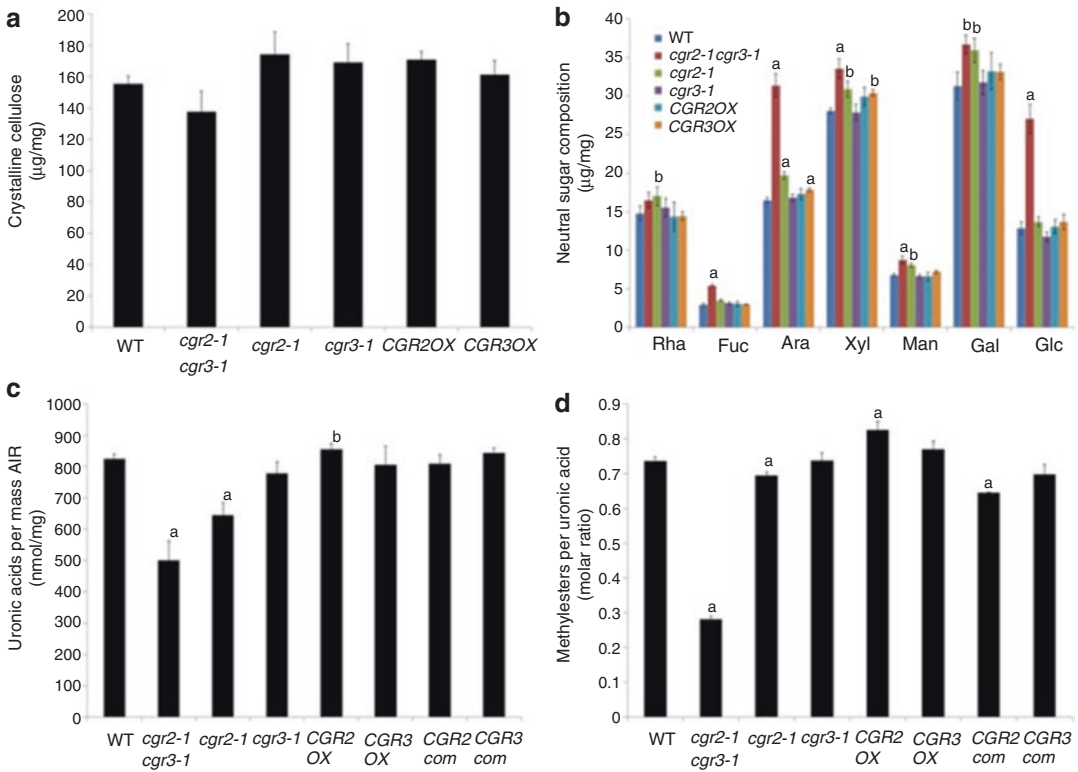 a
Crystalline cellulose
(µg/mg)
200
180
160
140
120
100
80
60
40
20
0
WT
cgr2-1
cgr3-1
cgr2-1
cgr3-1
CGR2OX
CGR3OX
b
Neutral sugar composition
(µg/mg)
40
35
30
25
20
15
10
5
0
WT
cgr2-1cgr3-1
cgr2-1
cgr3-1
CGR2OX
CGR3OX
b
a
a
a
a
a
b
b
a
b
b
b
a
Rha
Fuc
Ara
Xyl
Man
Gal
Glc
c
Uronic acids per mass AIR
(nmol/mg)
1000
900
800
700
600
500
400
300
200
100
0
a
a
b
WT
cgr2-1
cgr3-1
cgr2-1
cgr3-1
CGR2
OX
CGR3
OX
CGR2
com
CGR3
com
d
Methylesters per uronic acid
(molar ratio)
0.9
0.8
0.7
0.6
0.5
0.4
0.3
0.2
0.1
0
a
a
a
a
WT
cgr2-1
cgr3-1
cgr2-1
cgr3-1
CGR2
OX
CGR3
OX
CGR2
com
CGR3
com